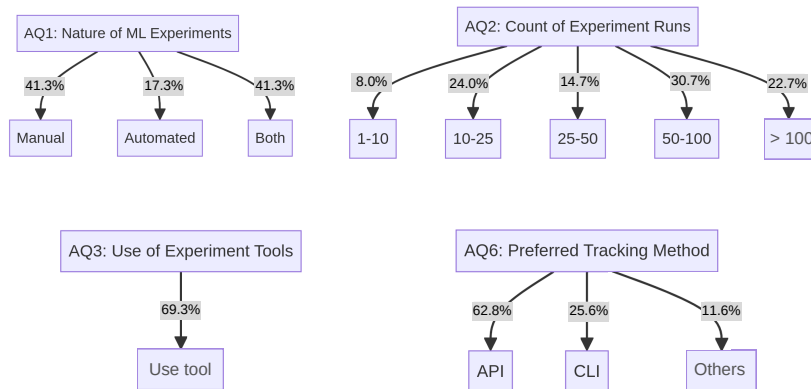 AQ1: Nature of ML Experiments
41.3%
17.3%
41.3%
Manual
Automated
Both
AQ2: Count of Experiment Runs
8.0%
24.0%
14.7%
30.7%
22.7%
1-10
10-25
25-50
50-100
> 100
AQ3: Use of Experiment Tools
69.3%
Use tool
AQ6: Preferred Tracking Method
62.8%
25.6%
11.6%
API
CLI
Others